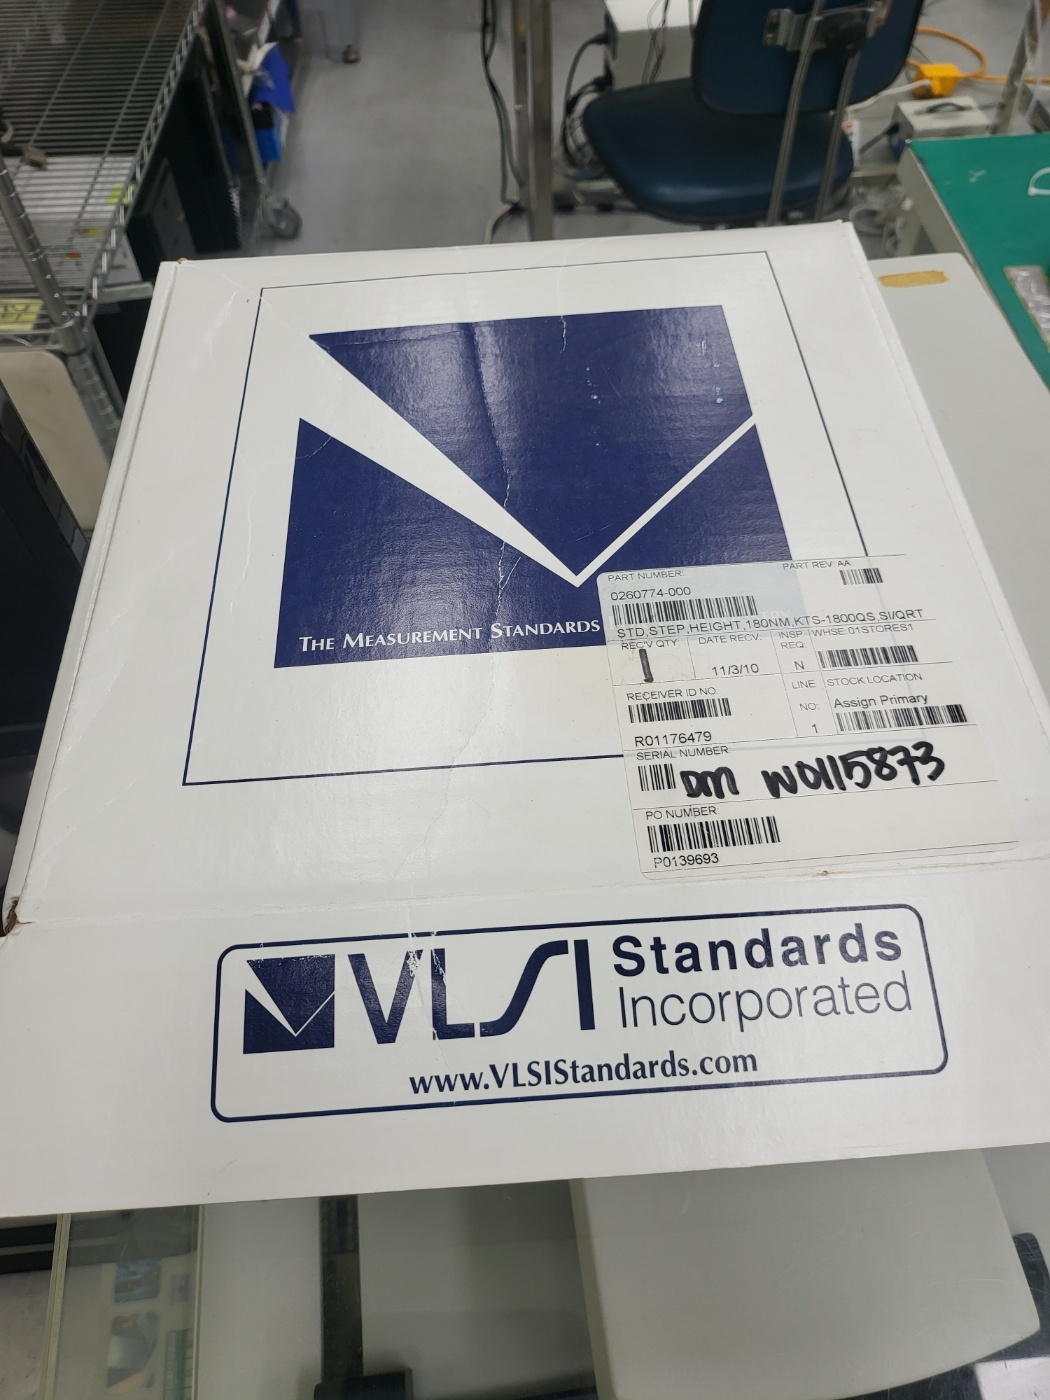 THE MEASUREMENT STANDARDS
PART NUMBER:
PART REV: AA
0260774-000
STD,STEP,HEIGHT,180NM,KTS-1800QS,SI/QRT
RECV QTY
1
DATE RECV:
11/3/10
INSP REQ:
N
WHSE: 01STORES1
RECEIVER ID NO.
R01176479
LINE NO:
1
STOCK LOCATION
Assign Primary
SERIAL NUMBER
DM W0115873
PO NUMBER:
P0139693
VLSI Standards
Incorporated
www.VLSIStandards.com